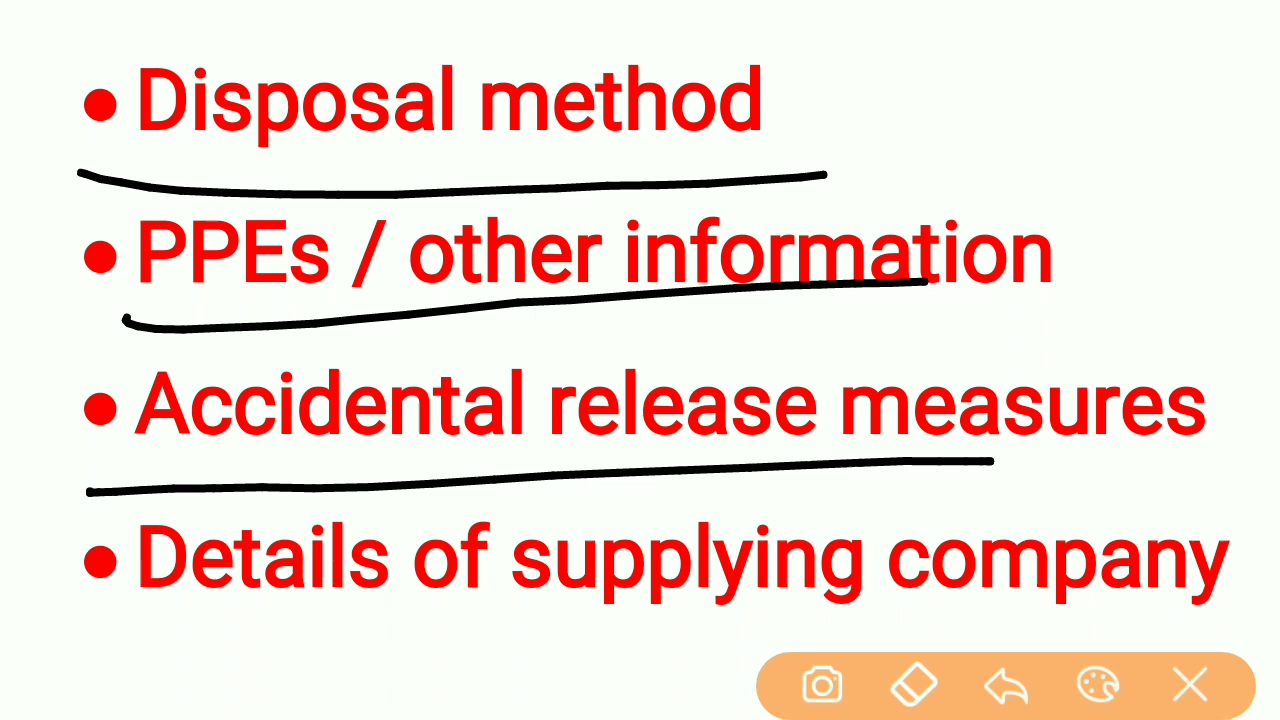 • Disposal method
• PPEs / other information
• Accidental release measures
• Details of supplying company